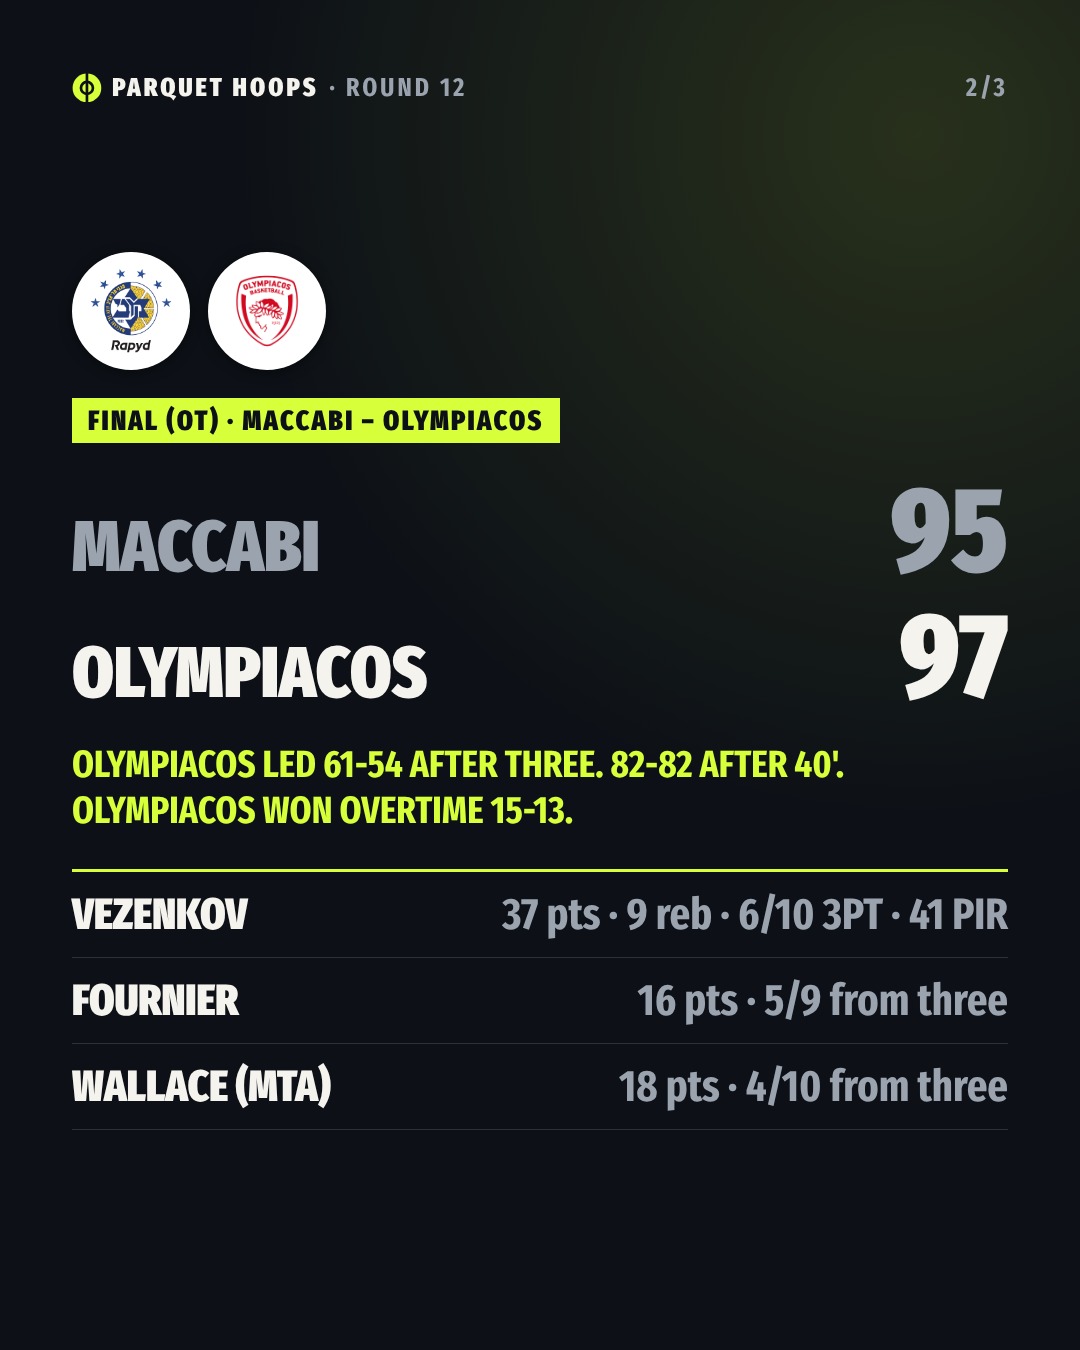 PARQUET HOOPS · ROUND 12
2/3
Rapyd
OLYMPIACOS
BASKETBALL
FINAL (OT) · MACCABI – OLYMPIACOS
MACCABI 95
OLYMPIACOS 97
OLYMPIACOS LED 61-54 AFTER THREE. 82-82 AFTER 40'.
OLYMPIACOS WON OVERTIME 15-13.
VEZENKOV 37 pts · 9 reb · 6/10 3PT · 41 PIR
FOURNIER 16 pts · 5/9 from three
WALLACE (MTA) 18 pts · 4/10 from three